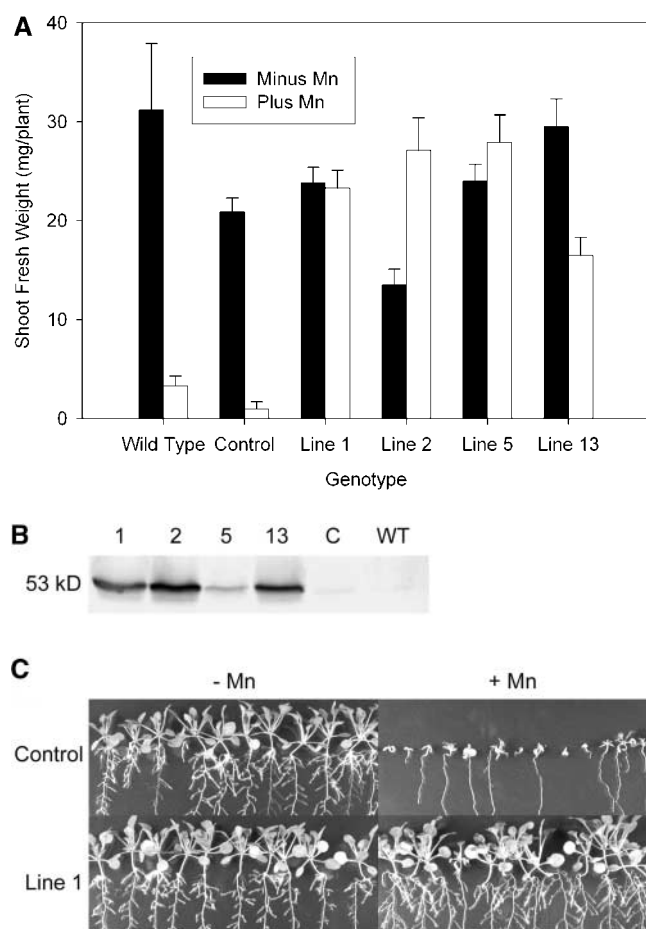 A
40
30
20
10
0
Shoot Fresh Weight (mg/plant)
Minus Mn
Plus Mn
Wild Type Control Line 1 Line 2 Line 5 Line 13
Genotype
B
1 2 5 13 C WT
53 kD
C
- Mn + Mn
Control
Line 1